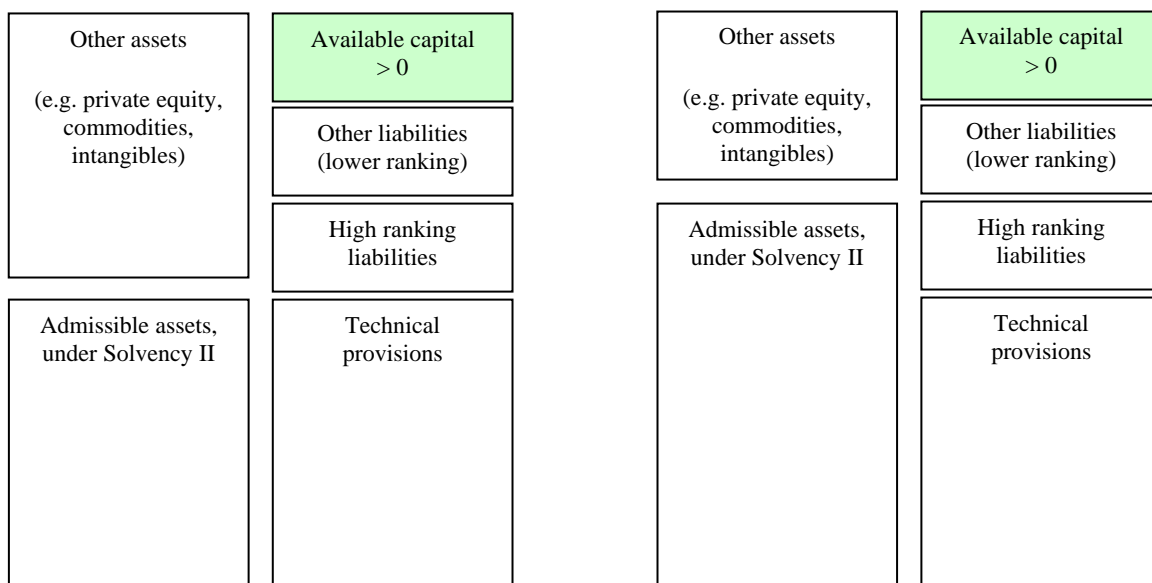 Other assets
(e.g. private equity,
commodities,
intangibles)
Admissible assets,
under Solvency II
Available capital
> 0
Other liabilities
(lower ranking)
High ranking
liabilities
Technical
provisions
Other assets
(e.g. private equity,
commodities,
intangibles)
Admissible assets,
under Solvency II
Available capital
> 0
Other liabilities
(lower ranking)
High ranking
liabilities
Technical
provisions